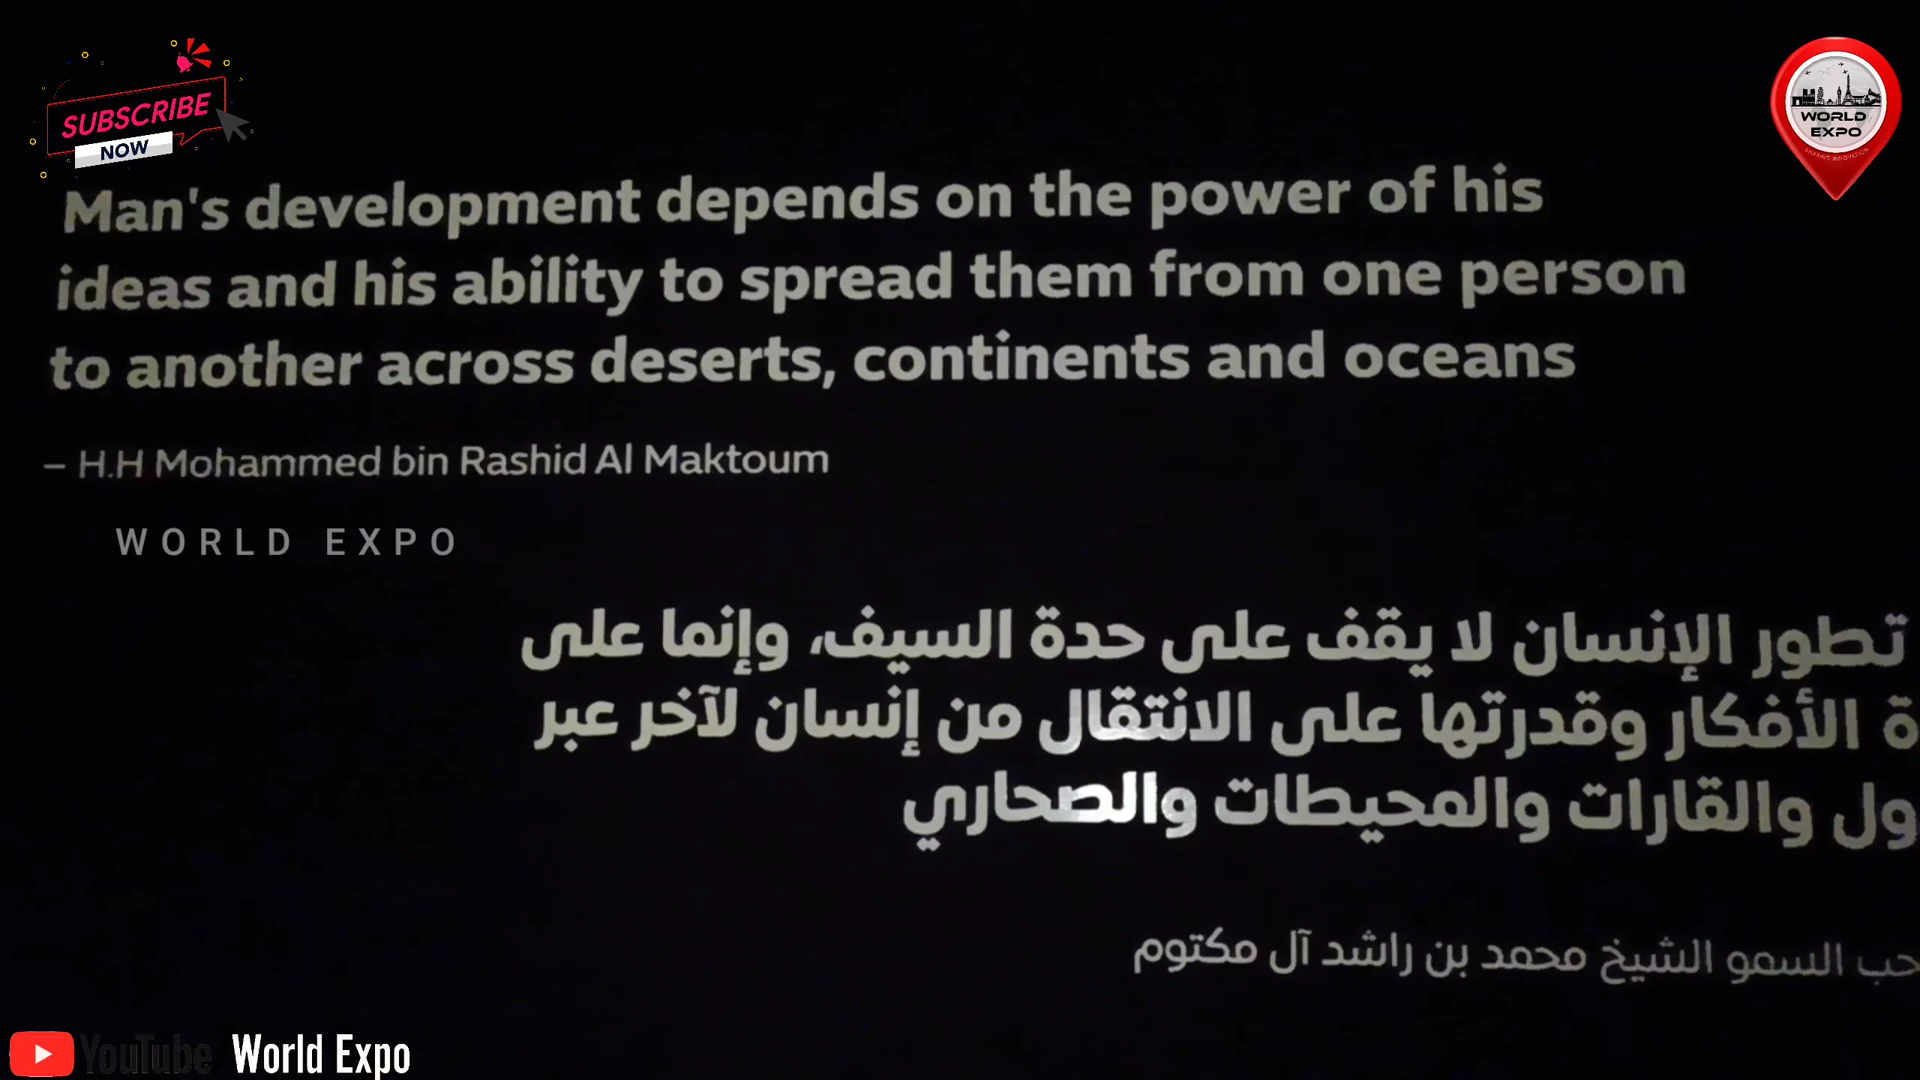 SUBSCRIBE
NOW
WORLD
EXPO
SHARING INNOVATION
Man's development depends on the power of his
ideas and his ability to spread them from one person
to another across deserts, continents and oceans
– H.H Mohammed bin Rashid Al Maktoum
WORLD EXPO
تطور الإنسان لا يقف على حدة السيف، وإنما على
الأفكار وقدرتها على الانتقال من إنسان لآخر عبر
والقارات والمحيطات والصحاري
السمو الشيخ محمد بن راشد آل مكتوم
YouTube World Expo